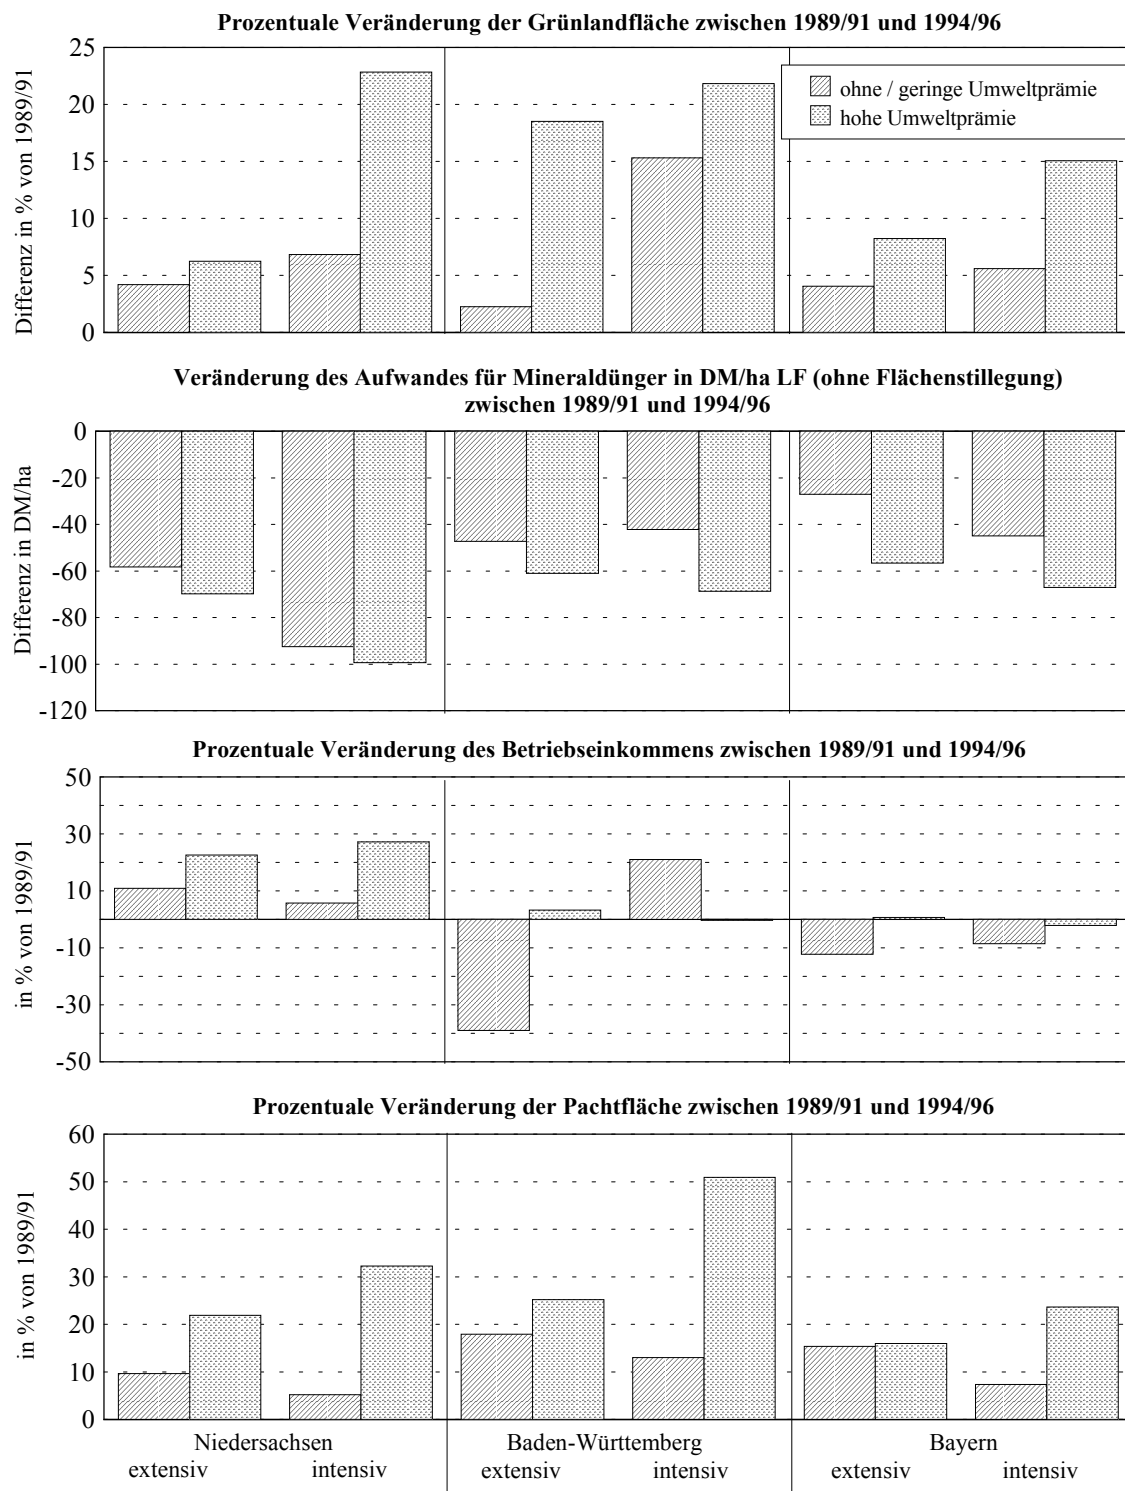 Prozentuale Veränderung der Grünlandfläche zwischen 1989/91 und 1994/96
Differenz in % von 1989/91
25
20
15
10
5
0
ohne / geringe Umweltprämie
hohe Umweltprämie
Veränderung des Aufwandes für Mineraldünger in DM/ha LF (ohne Flächenstillegung)
zwischen 1989/91 und 1994/96
Differenz in DM/ha
0
-20
-40
-60
-80
-100
-120
Prozentuale Veränderung des Betriebseinkommens zwischen 1989/91 und 1994/96
in % von 1989/91
50
30
10
-10
-30
-50
Prozentuale Veränderung der Pachtfläche zwischen 1989/91 und 1994/96
in % von 1989/91
60
50
40
30
20
10
0
Niedersachsen Baden-Württemberg Bayern
extensiv intensiv extensiv intensiv extensiv intensiv